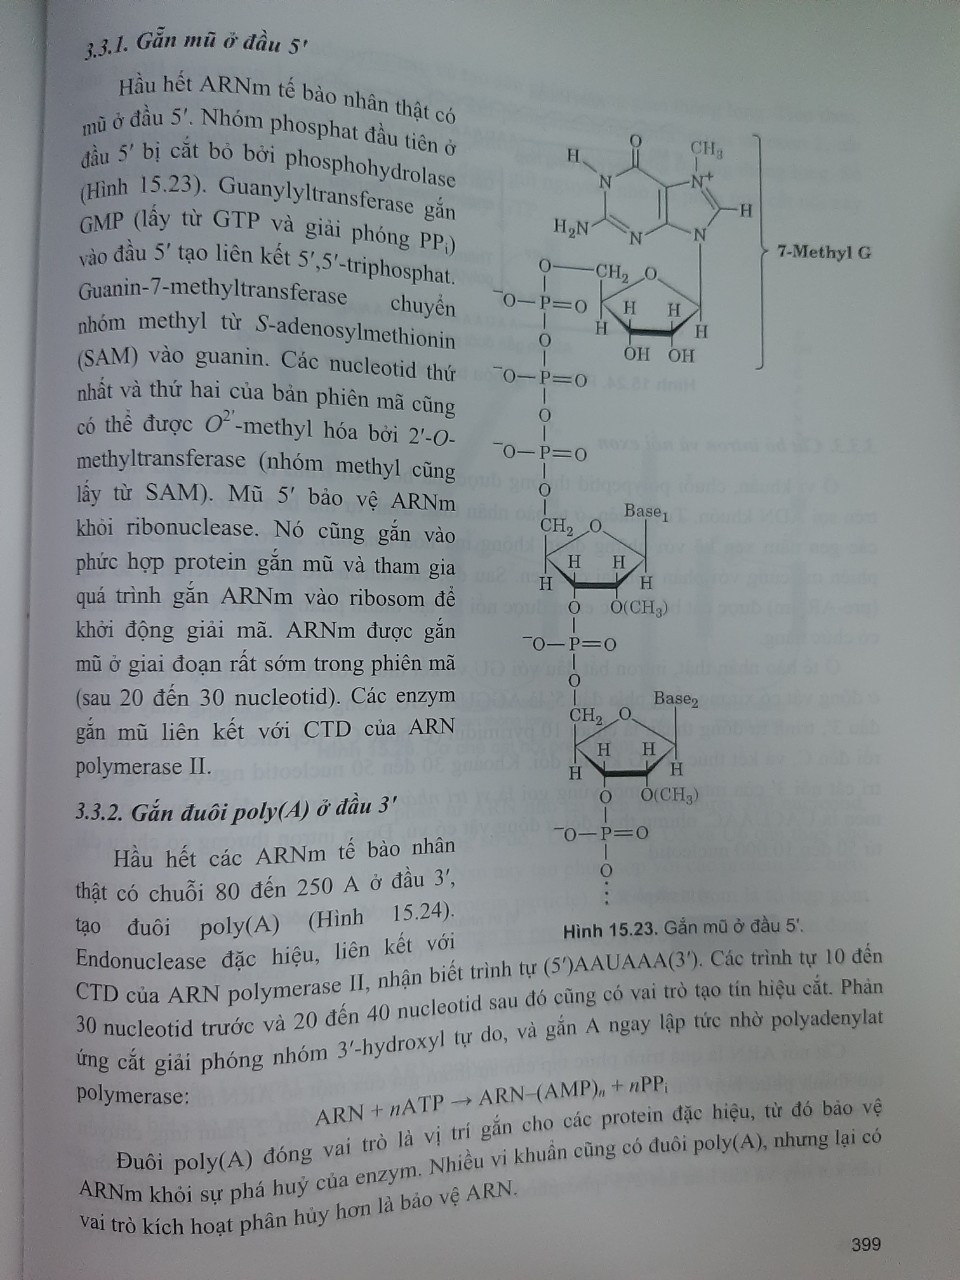 3.3.1. Gắn mũ ở đầu 5'
Hầu hết ARNm tế bào nhân thật có
mũ ở đầu 5'. Nhóm phosphat đầu tiên ở
đầu 5' bị cắt bỏ bởi phosphohydrolase
(Hình 15.23). Guanylyltransferase gắn
GMP (lấy từ GTP và giải phóng PPi)
vào đầu 5' tạo liên kết 5',5'-triphosphat.
Guanin-7-methyltransferase chuyển
nhóm methyl từ S-adenosylmethionin
(SAM) vào guanin. Các nucleotid thứ
nhất và thứ hai của bản phiên mã cũng
có thể được O2'-methyl hóa bởi 2'-O-
methyltransferase (nhóm methyl cũng
lấy từ SAM). Mũ 5' bảo vệ ARNm
khỏi ribonuclease. Nó cũng gắn vào
phức hợp protein gắn mũ và tham gia
quá trình gắn ARNm vào ribosom để
khởi động giải mã. ARNm được gắn
mũ ở giai đoạn rất sớm trong phiên mã
(sau 20 đến 30 nucleotid). Các enzym
gắn mũ liên kết với CTD của ARN
polymerase II.
3.3.2. Gắn đuôi poly(A) ở đầu 3'
Hầu hết các ARNm tế bào nhân
thật có chuỗi 80 đến 250 A ở đầu 3',
tạo đuôi poly(A) (Hình 15.24).
Endonuclease đặc hiệu, liên kết với
CTD của ARN polymerase II, nhận biết trình tự (5')AAUAAA(3'). Các trình tự 10 đến
30 nucleotid trước và 20 đến 40 nucleotid sau đó cũng có vai trò tạo tín hiệu cắt. Phản
ứng cắt giải phóng nhóm 3'-hydroxyl tự do, và gắn A ngay lập tức nhờ polyadenylat
polymerase:
ARN + nATP → ARN–(AMP)n + nPPi
Đuôi poly(A) đóng vai trò là vị trí gắn cho các protein đặc hiệu, từ đó bảo vệ
ARNm khỏi sự phá huỷ của enzym. Nhiều vi khuẩn cũng có đuôi poly(A), nhưng lại có
vai trò kích hoạt phân hủy hơn là bảo vệ ARN.
O CH3
H N N+
H
H2N N N
7-Methyl G
O CH2 O
⁻O—P=O H H
H H
O OH OH
⁻O—P=O
O
⁻O—P=O
O
Base1
CH2 O
H H
H H
O O(CH3)
⁻O—P=O
O
Base2
CH2 O
H H
H H
O O(CH3)
⁻O—P=O
O
Hình 15.23. Gắn mũ ở đầu 5'.
399